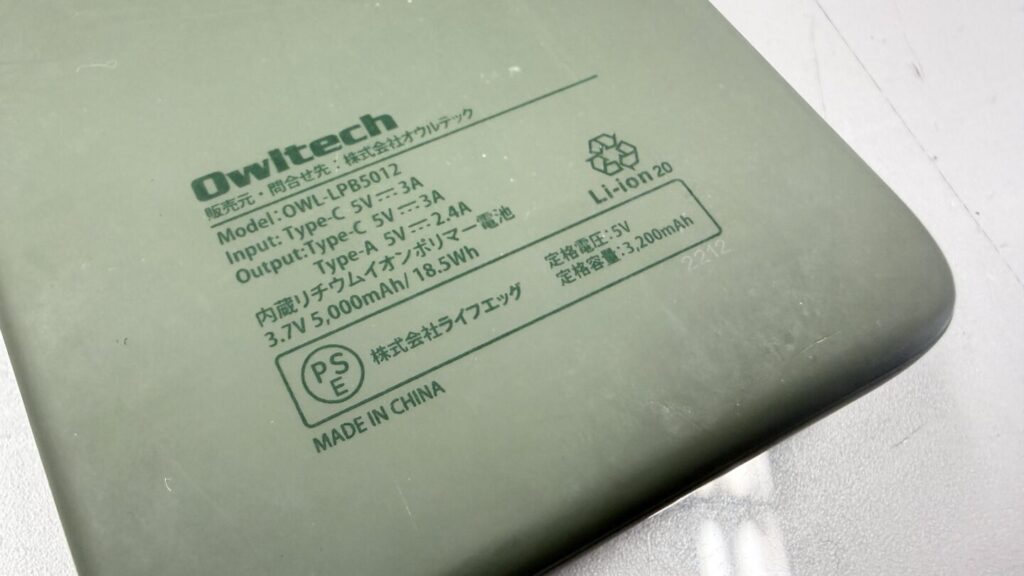 Owltech
販売元・問合せ先：株式会社オウルテック
Model: OWL-LPB5012
Input: Type-C 5V⎓3A
Output: Type-C 5V⎓3A
Type-A 5V⎓2.4A
内蔵リチウムイオンポリマー電池
3.7V 5,000mAh/ 18.5Wh
Li-ion20
PSE
株式会社ライフエッグ
定格電圧：5V
定格容量：3,200mAh
2212
MADE IN CHINA